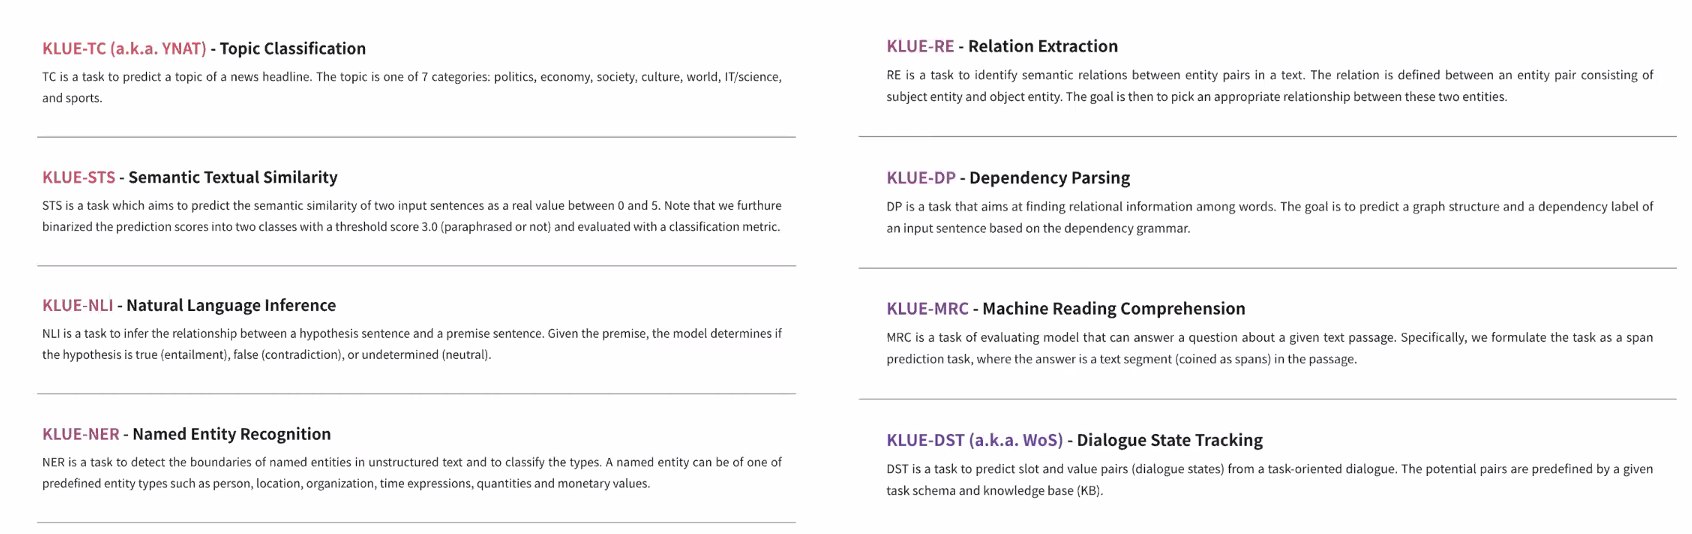 KLUE-TC (a.k.a. YNAT) - Topic Classification
TC is a task to predict a topic of a news headline. The topic is one of 7 categories: politics, economy, society, culture, world, IT/science,
and sports.
KLUE-STS - Semantic Textual Similarity
STS is a task which aims to predict the semantic similarity of two input sentences as a real value between 0 and 5. Note that we furthure
binarized the prediction scores into two classes with a threshold score 3.0 (paraphrased or not) and evaluated with a classification metric.
KLUE-NLI - Natural Language Inference
NLI is a task to infer the relationship between a hypothesis sentence and a premise sentence. Given the premise, the model determines if
the hypothesis is true (entailment), false (contradiction), or undetermined (neutral).
KLUE-NER - Named Entity Recognition
NER is a task to detect the boundaries of named entities in unstructured text and to classify the types. A named entity can be of one of
predefined entity types such as person, location, organization, time expressions, quantities and monetary values.
KLUE-RE - Relation Extraction
RE is a task to identify semantic relations between entity pairs in a text. The relation is defined between an entity pair consisting of
subject entity and object entity. The goal is then to pick an appropriate relationship between these two entities.
KLUE-DP - Dependency Parsing
DP is a task that aims at finding relational information among words. The goal is to predict a graph structure and a dependency label of
an input sentence based on the dependency grammar.
KLUE-MRC - Machine Reading Comprehension
MRC is a task of evaluating model that can answer a question about a given text passage. Specifically, we formulate the task as a span
prediction task, where the answer is a text segment (coined as spans) in the passage.
KLUE-DST (a.k.a. WoS) - Dialogue State Tracking
DST is a task to predict slot and value pairs (dialogue states) from a task-oriented dialogue. The potential pairs are predefined by a given
task schema and knowledge base (KB).